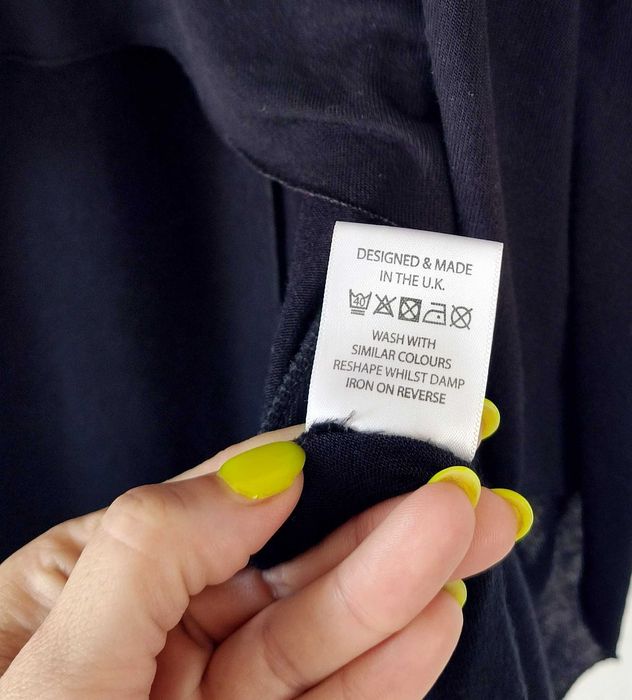 DESIGNED & MADE
IN THE U.K.
40
WASH WITH
SIMILAR COLOURS
RESHAPE WHILST DAMP
IRON ON REVERSE